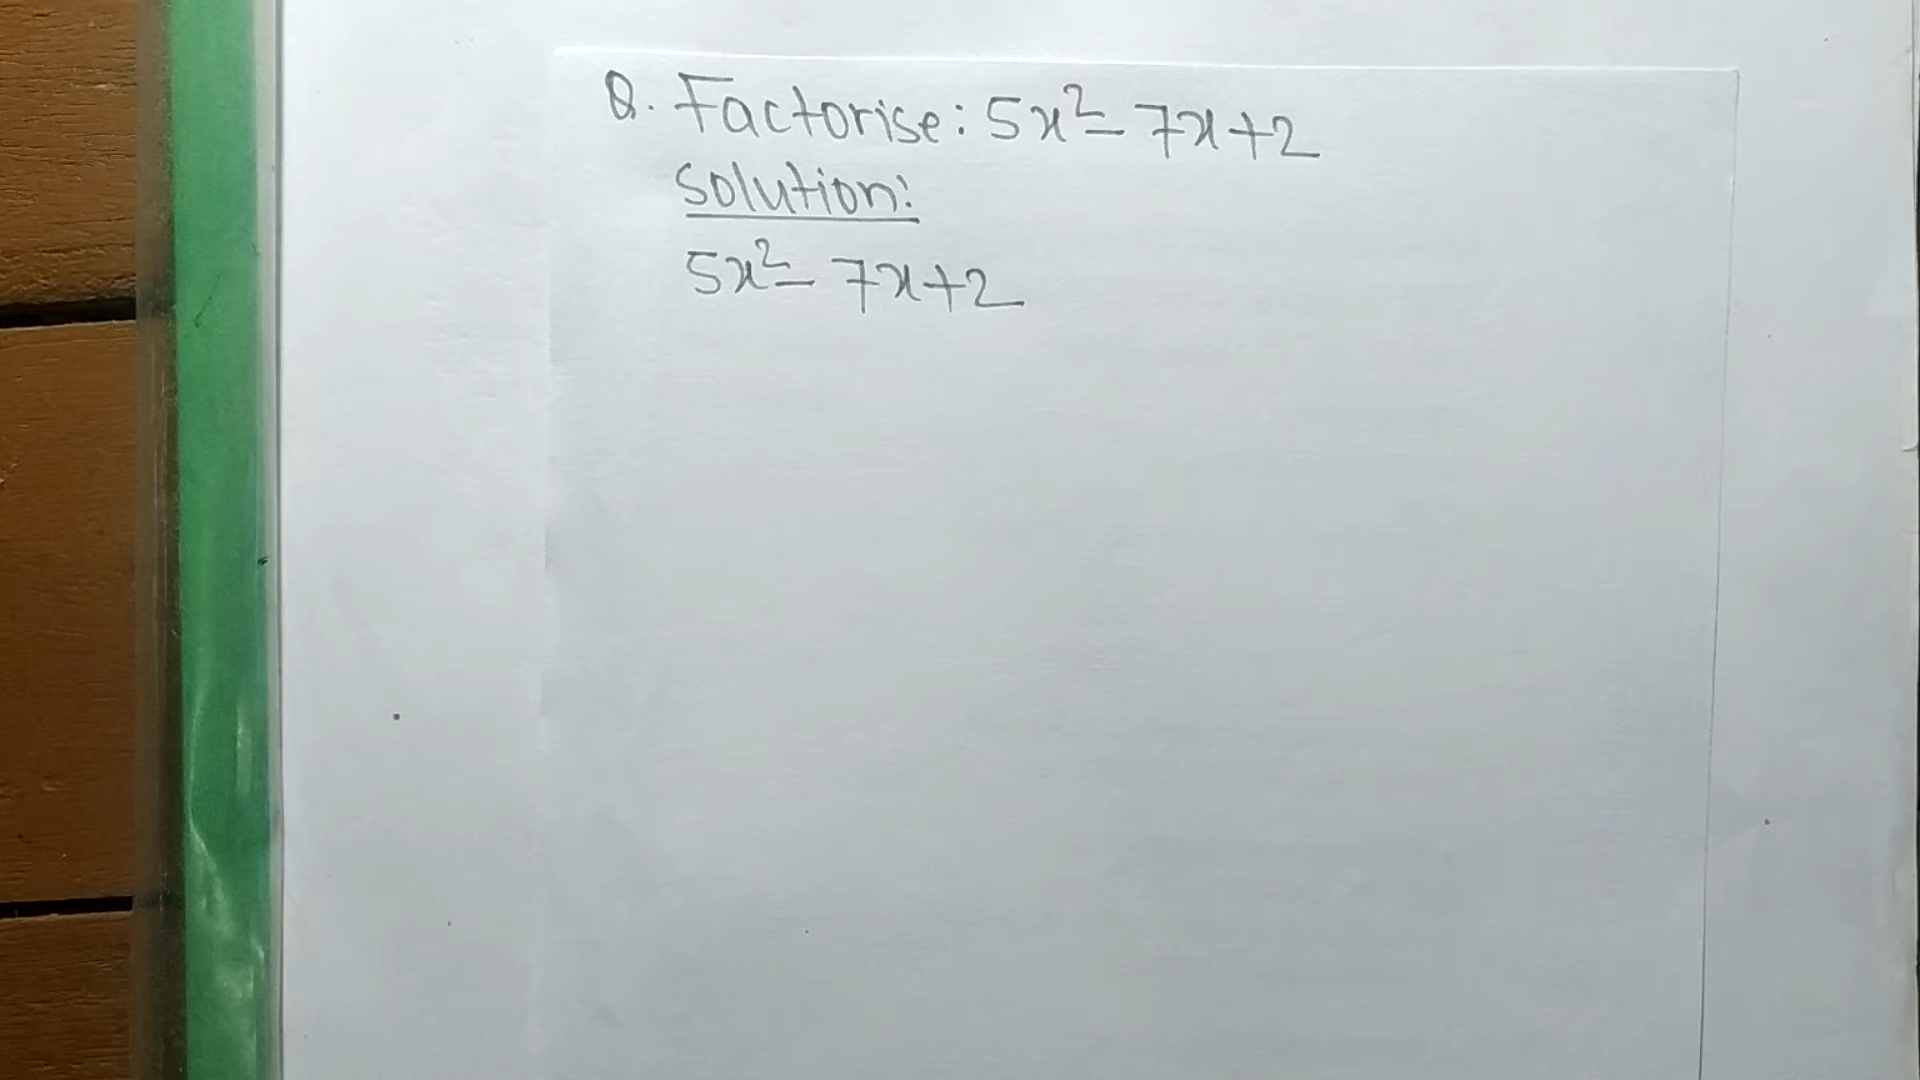 Q. Factorise: 5x² - 7x+2
Solution:
5x² - 7x+2